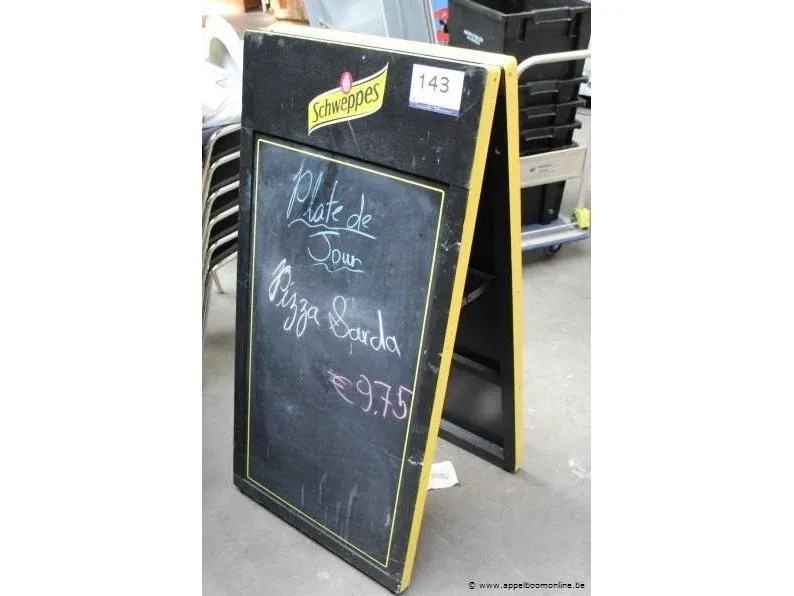 Schweppes
143
Plate de
Jour
Pizza Sarda
€ 9.75
© www.appelboomonline.be